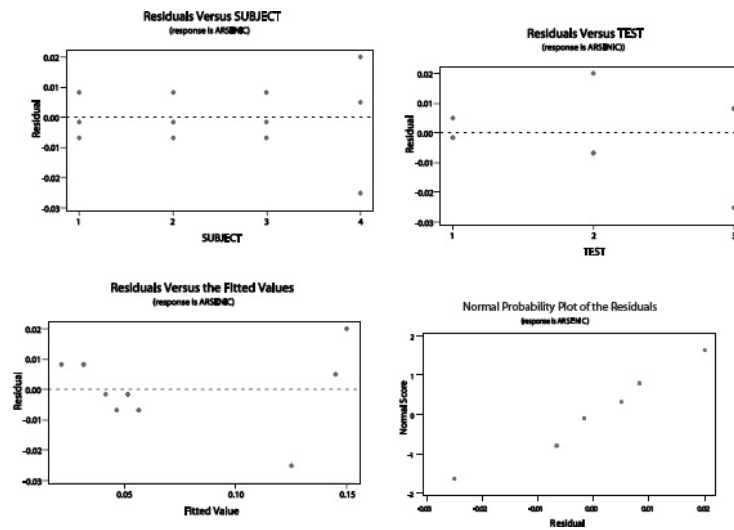 Residuals Versus SUBJECT
(response is ARSENIC)
0.02
0.01
0.00
-0.01
-0.02
-0.03
Residual
1 2 3 4
SUBJECT
Residuals Versus TEST
(response is ARSENIC))
0.02
0.01
0.00
-0.01
-0.02
-0.03
Residual
1 2 3
TEST
Residuals Versus the Fitted Values
(response is ARSENIC)
0.02
0.01
0.00
-0.01
-0.02
-0.03
Residual
0.05 0.10 0.15
Fitted Value
Normal Probability Plot of the Residuals
(response is ARSENIC)
2
1
0
-1
-2
Normal Score
-0.03 -0.02 -0.01 0.00 0.01 0.02
Residual